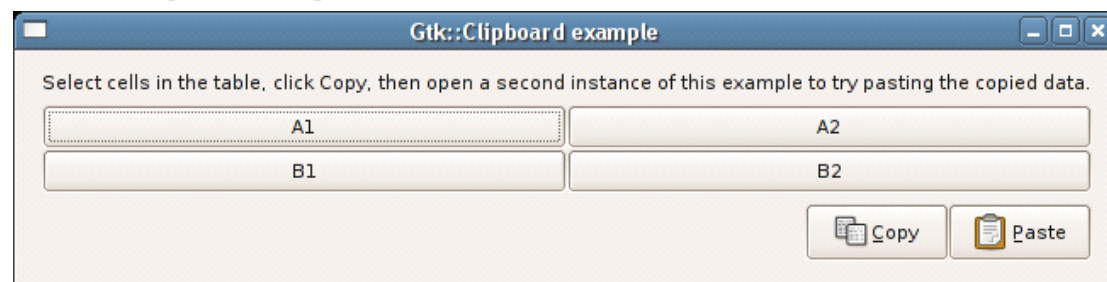 Gtk::Clipboard example
Select cells in the table, click Copy, then open a second instance of this example to try pasting the copied data.
A1 A2
B1 B2
Copy Paste